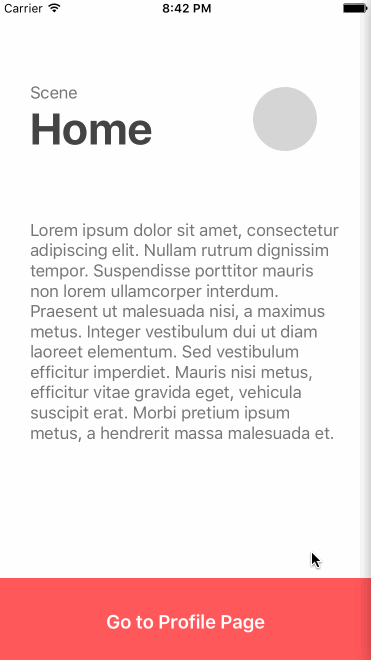 Carrier 8:42 PM
Scene
Home
Lorem ipsum dolor sit amet, consectetur
adipiscing elit. Nullam rutrum dignissim
tempor. Suspendisse porttitor mauris
non lorem ullamcorper interdum.
Praesent ut malesuada nisi, a maximus
metus. Integer vestibulum dui ut diam
laoreet elementum. Sed vestibulum
efficitur imperdiet. Mauris nisi metus,
efficitur vitae gravida eget, vehicula
suscipit erat. Morbi pretium ipsum
metus, a hendrerit massa malesuada et.
Go to Profile Page